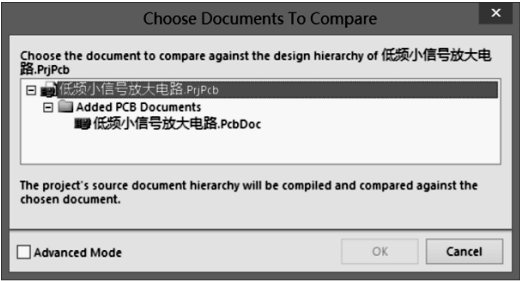 Choose Documents To Compare
Choose the document to compare against the design hierarchy of 低频小信号放大电
路.PrjPcb
低频小信号放大电路.PrjPcb
Added PCB Documents
低频小信号放大电路.PcbDoc
The project's source document hierarchy will be compiled and compared against the
chosen document.
Advanced Mode OK Cancel